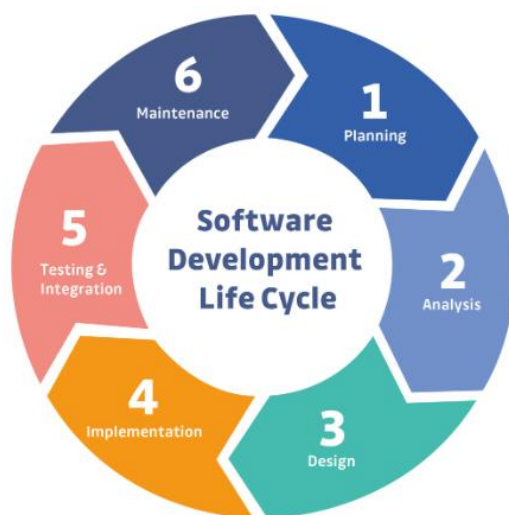 Software
Development
Life Cycle
1
Planning
2
Analysis
3
Design
4
Implementation
5
Testing &
Integration
6
Maintenance